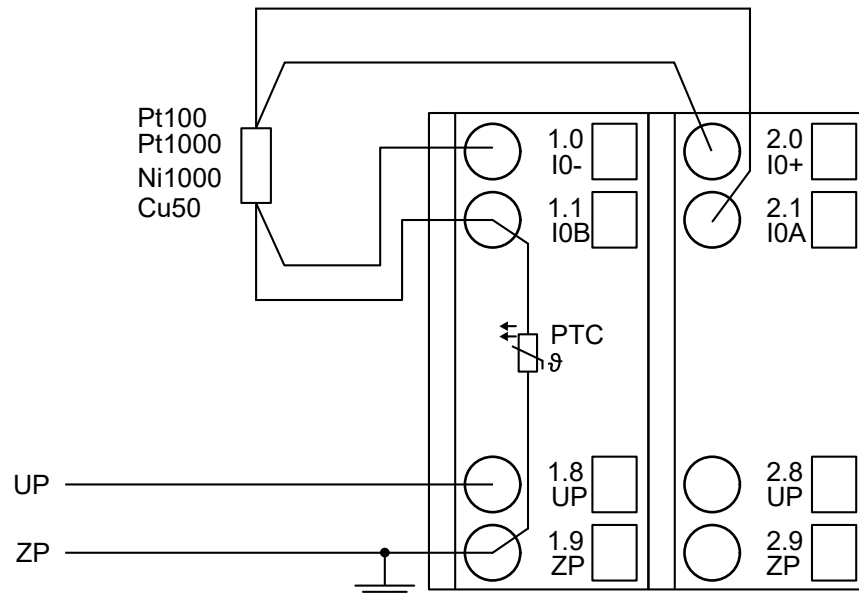 Pt100
Pt1000
Ni1000
Cu50
1.0
I0-
2.0
I0+
1.1
I0B
2.1
I0A
PTC
ϑ
UP
1.8
UP
2.8
UP
ZP
1.9
ZP
2.9
ZP